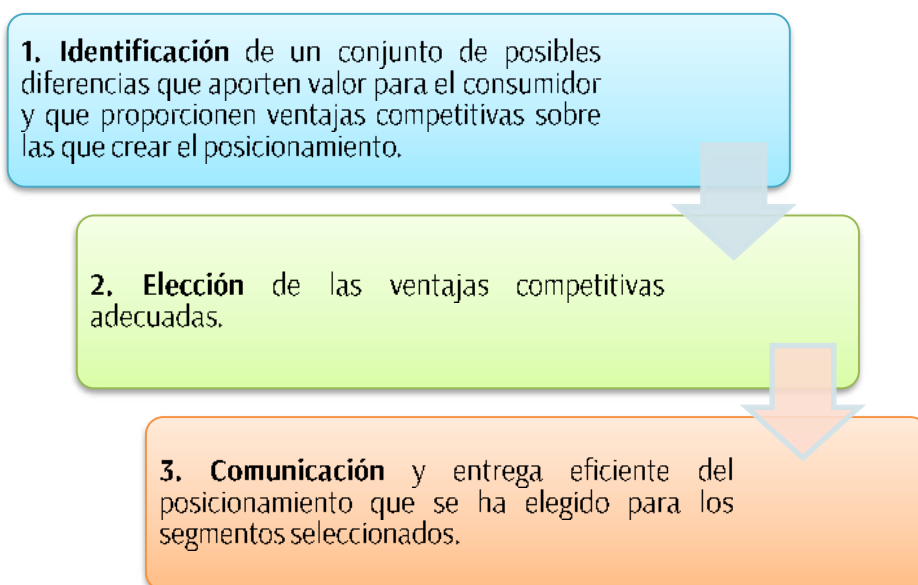 1. Identificación de un conjunto de posibles
diferencias que aporten valor para el consumidor
y que proporcionen ventajas competitivas sobre
las que crear el posicionamiento.
2. Elección de las ventajas competitivas
adecuadas.
3. Comunicación y entrega eficiente del
posicionamiento que se ha elegido para los
segmentos seleccionados.